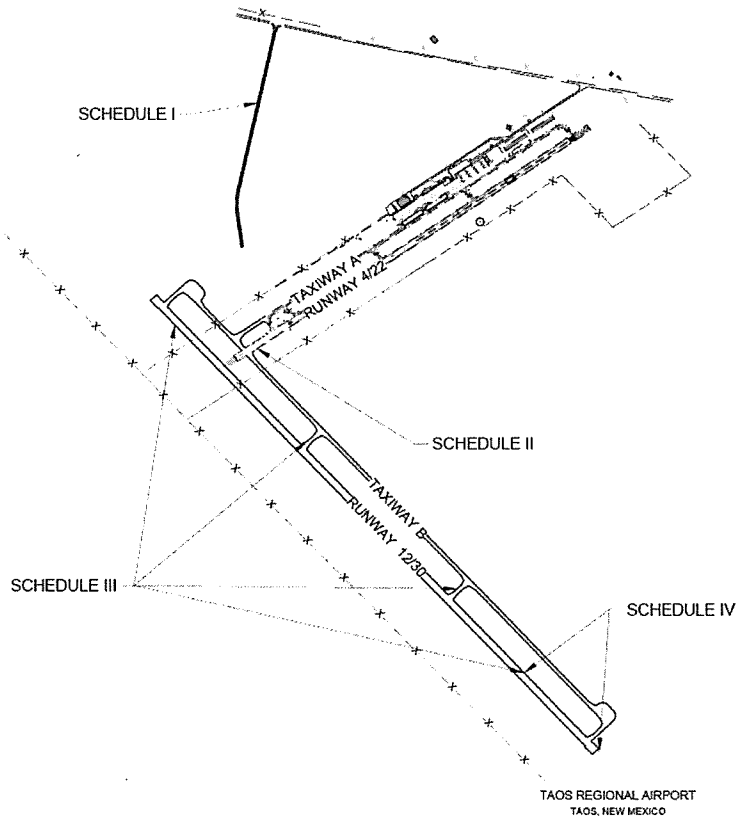 SCHEDULE I
TAXIWAY A
RUNWAY 4/22
SCHEDULE II
TAXIWAY B
RUNWAY 12/30
SCHEDULE III
SCHEDULE IV
TAOS REGIONAL AIRPORT
TAOS, NEW MEXICO